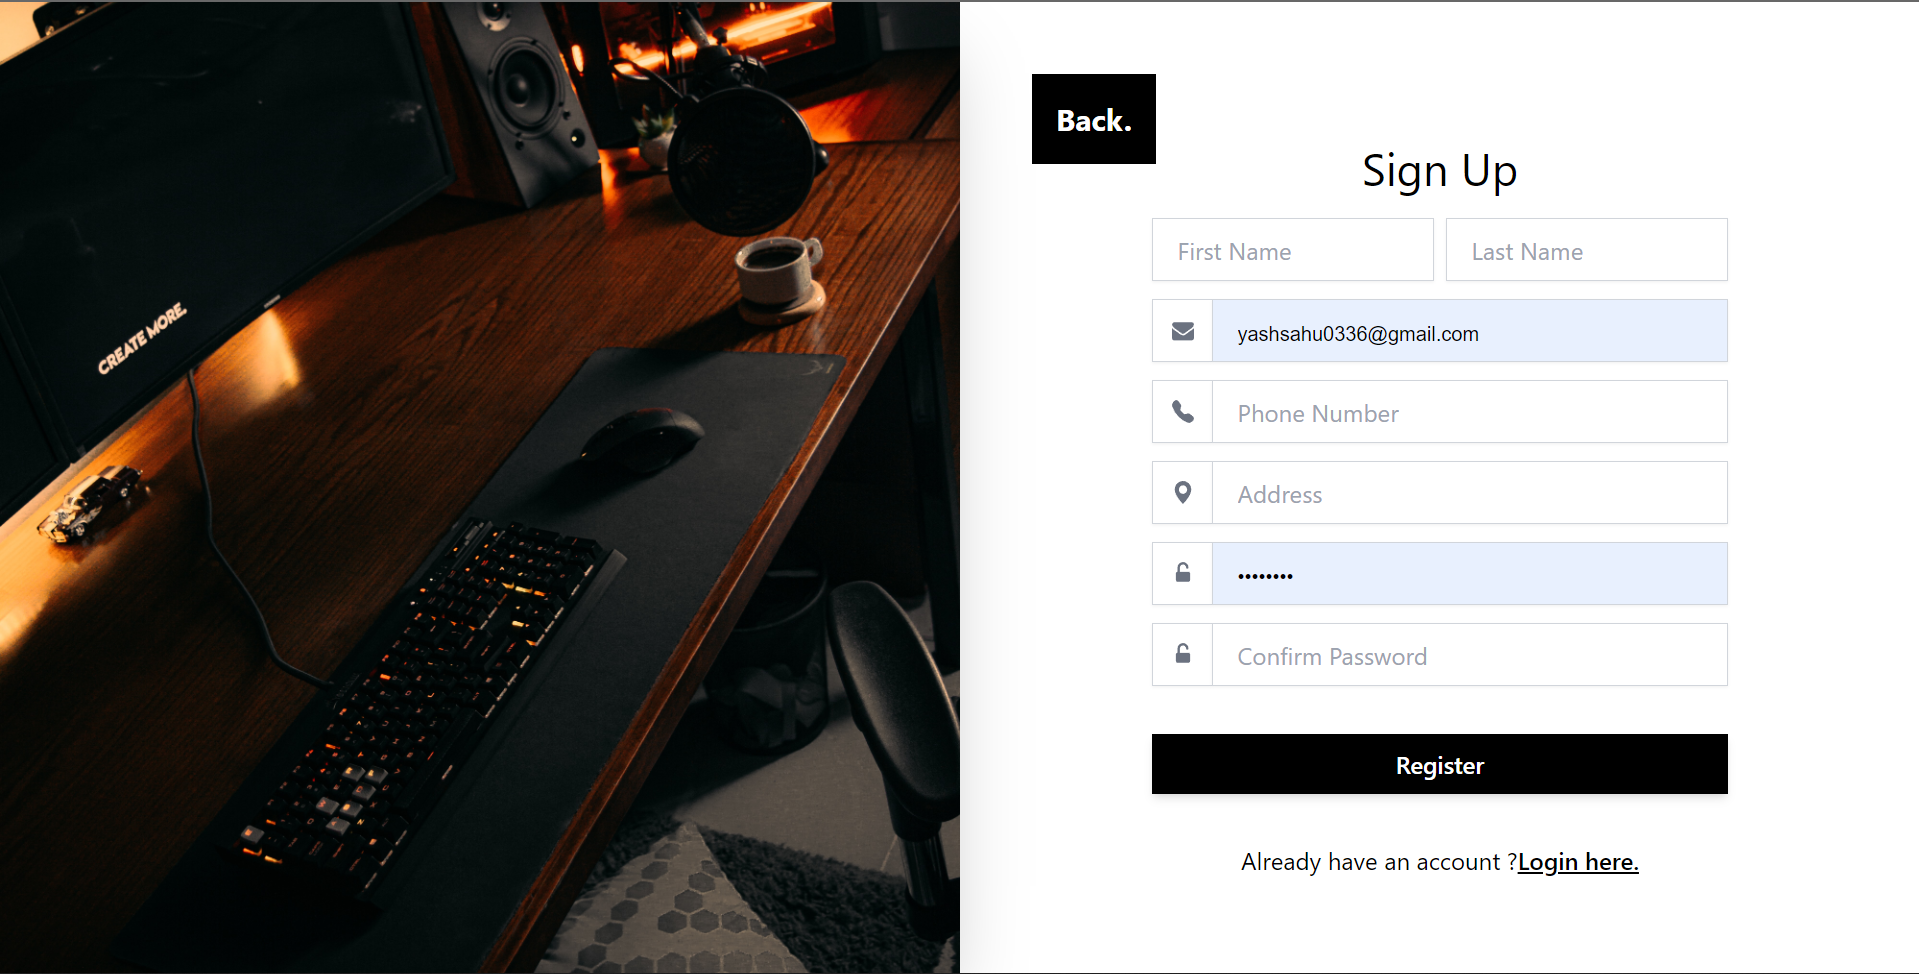 CREATE MORE.
Back.
Sign Up
First Name
Last Name
yashsahu0336@gmail.com
Phone Number
Address
••••••••
Confirm Password
Register
Already have an account ?Login here.